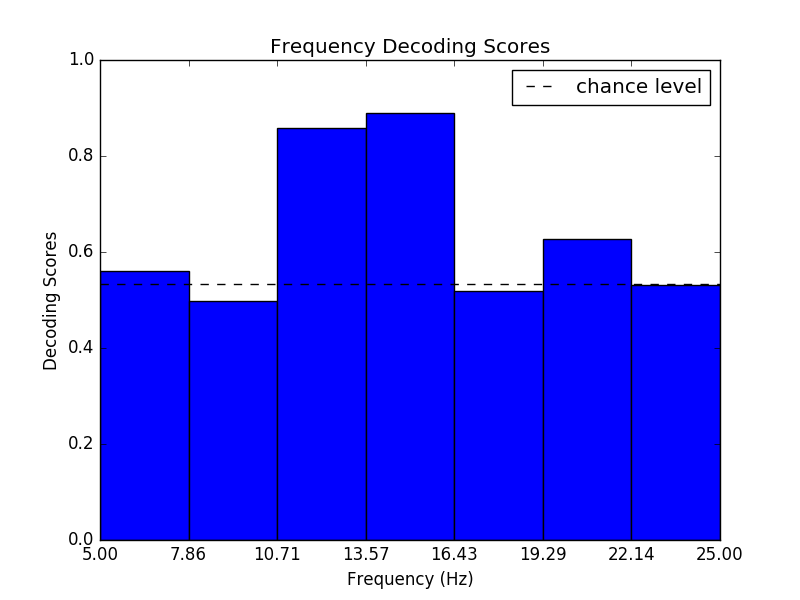 Frequency Decoding Scores
chance level
1.0
0.8
0.6
0.4
0.2
0.0
Decoding Scores
5.00 7.86 10.71 13.57 16.43 19.29 22.14 25.00
Frequency (Hz)